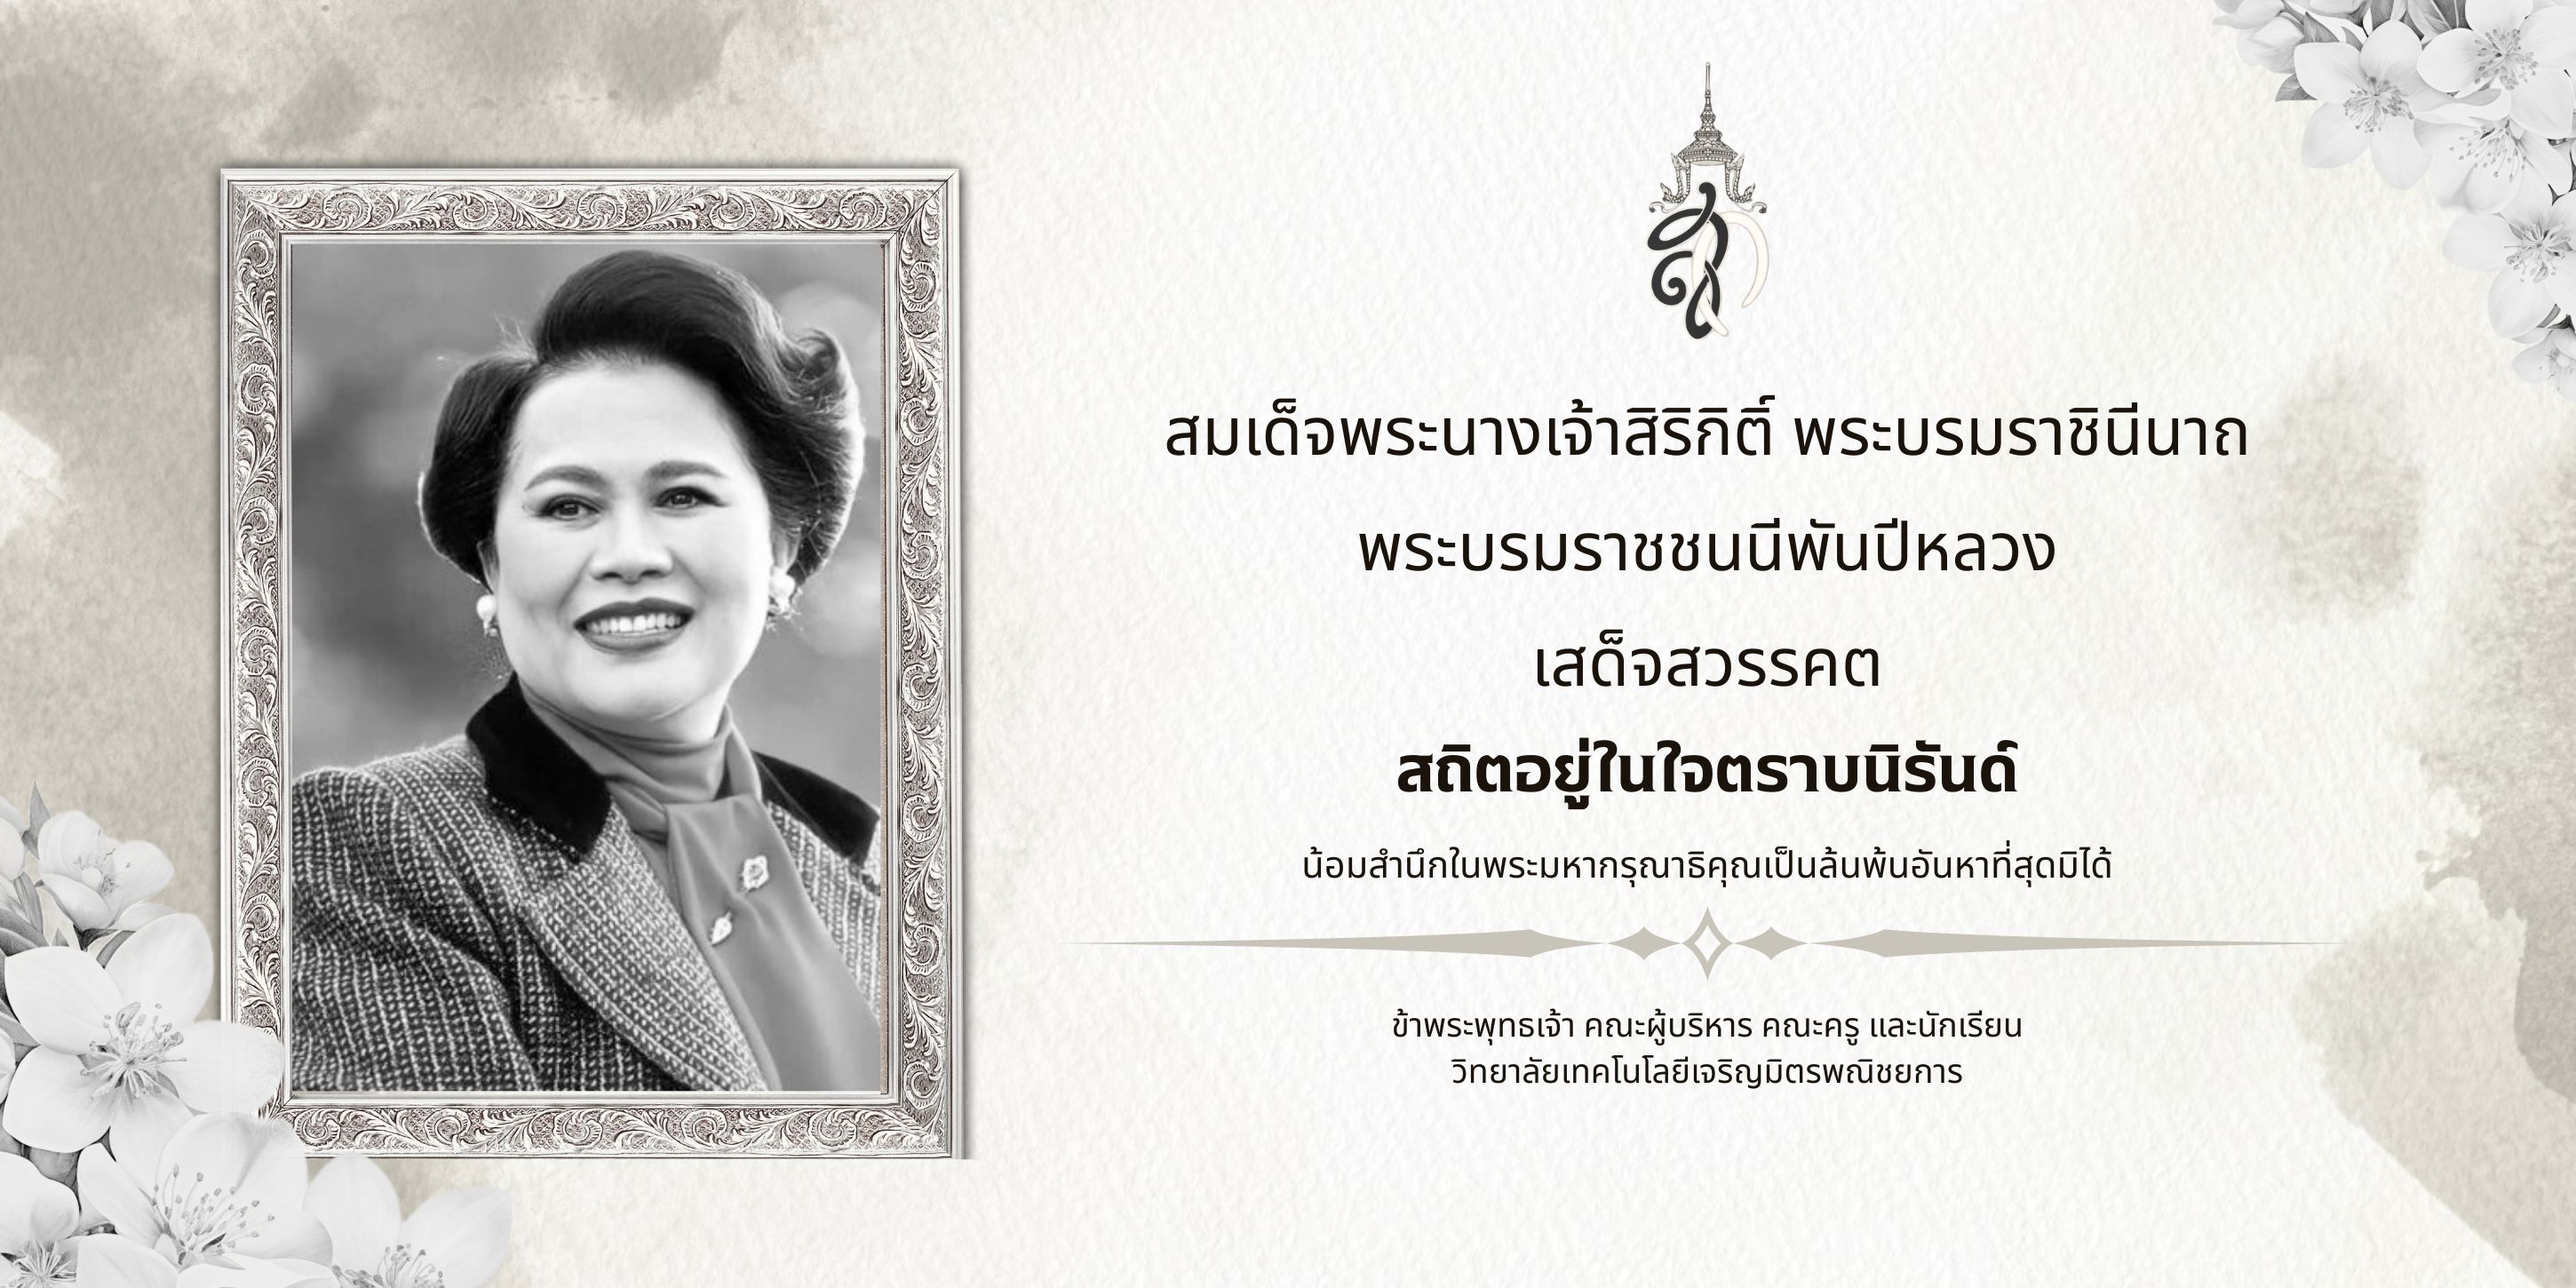 สมเด็จพระนางเจ้าสิริกิติ์ พระบรมราชินีนาถ
พระบรมราชชนนีพันปีหลวง
เสด็จสวรรคต
สถิตอยู่ในใจตราบนิรันด์
น้อมสำนึกในพระมหากรุณาธิคุณเป็นล้นพ้นอันหาที่สุดมิได้
ข้าพระพุทธเจ้า คณะผู้บริหาร คณะครู และนักเรียน
วิทยาลัยเทคโนโลยีเจริญมิตรพณิชยการ